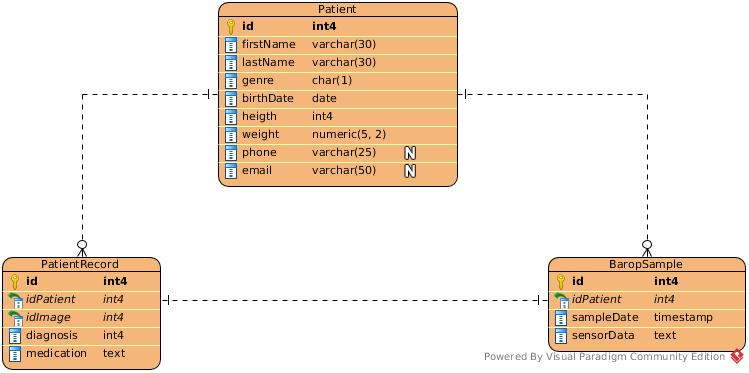 Patient
id int4
firstName varchar(30)
lastName varchar(30)
genre char(1)
birthDate date
heigth int4
weight numeric(5, 2)
phone varchar(25) N
email varchar(50) N
PatientRecord
id int4
idPatient int4
idImage int4
diagnosis int4
medication text
BaropSample
id int4
idPatient int4
sampleDate timestamp
sensorData text
Powered By Visual Paradigm Community Edition